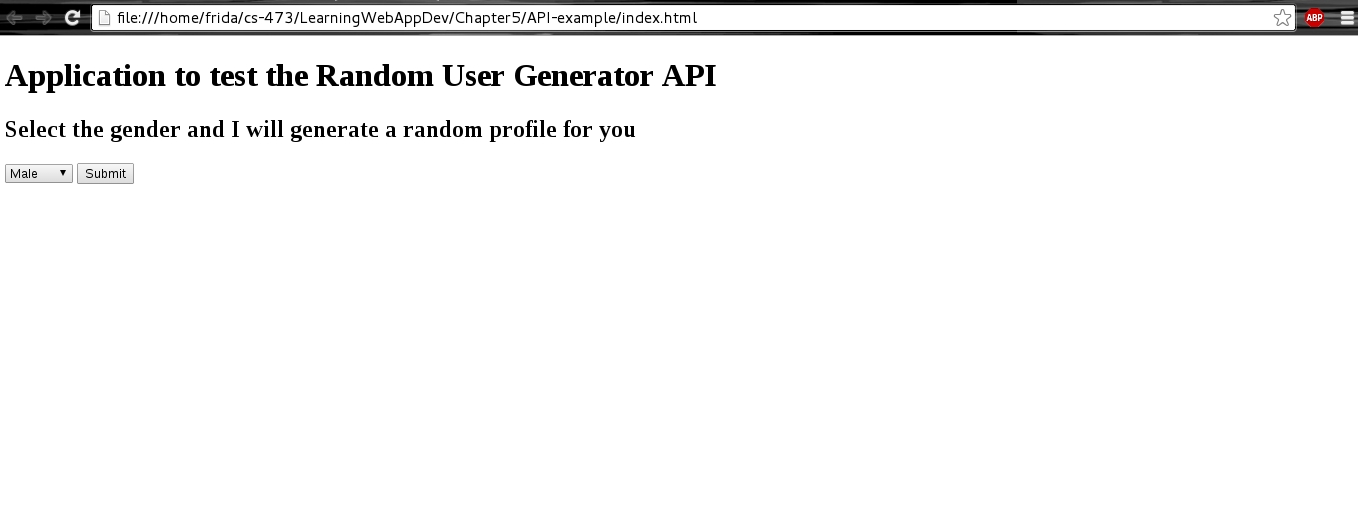 file:///home/frida/cs-473/LearningWebAppDev/Chapter5/API-example/index.html
ABP
Application to test the Random User Generator API
Select the gender and I will generate a random profile for you
Male Submit